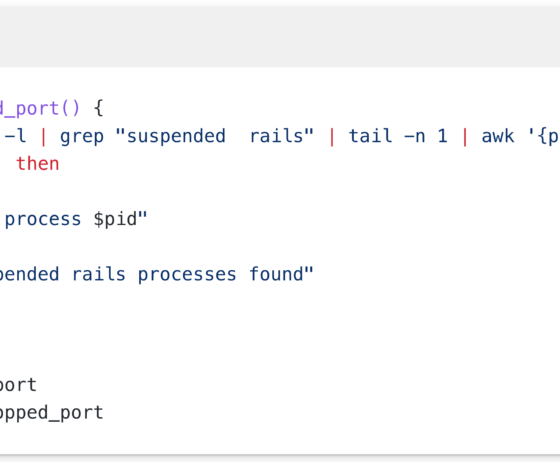 d_port() {
-l | grep "suspended  rails" | tail -n 1 | awk '{p
then
process $pid"
pended rails processes found"
port
opped_port